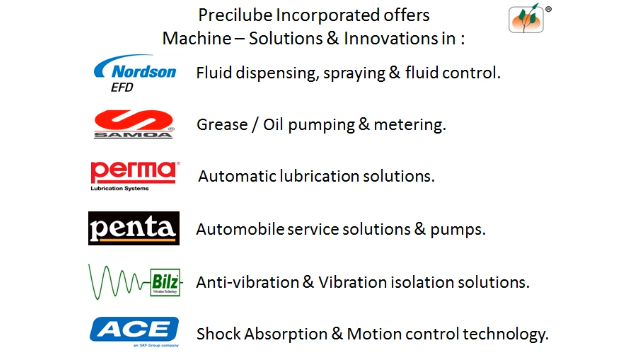 Precilube Incorporated offers
Machine – Solutions & Innovations in :
Nordson
EFD
Fluid dispensing, spraying & fluid control.
SAMOA
Grease / Oil pumping & metering.
perma
Lubrication Systems
Automatic lubrication solutions.
penta
Automobile service solutions & pumps.
Bilz
Anti-vibration & Vibration isolation solutions.
ACE
an SKF Group company
Shock Absorption & Motion control technology.